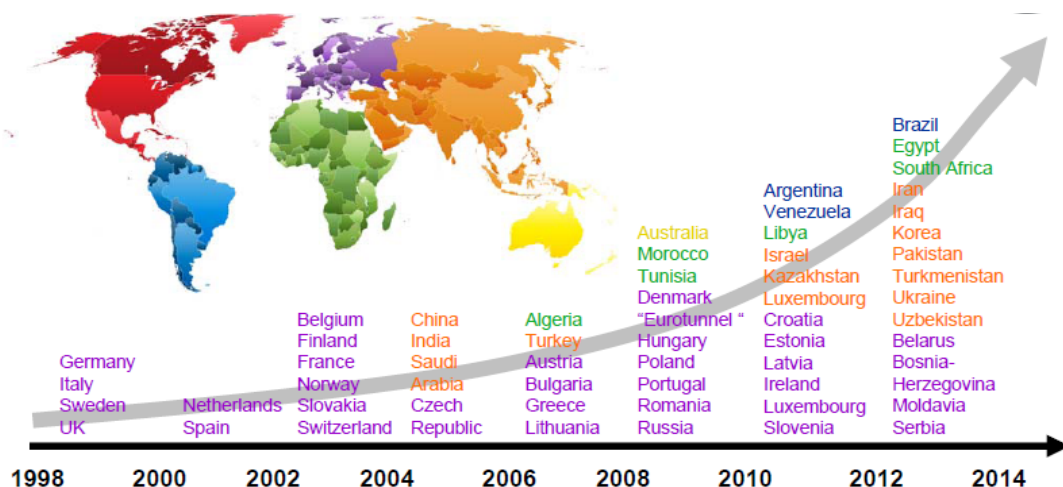 Germany
Italy
Sweden
UK
Netherlands
Spain
Belgium
Finland
France
Norway
Slovakia
Switzerland
China
India
Saudi
Arabia
Czech
Republic
Algeria
Turkey
Austria
Bulgaria
Greece
Lithuania
Australia
Morocco
Tunisia
Denmark
“Eurotunnel “
Hungary
Poland
Portugal
Romania
Russia
Argentina
Venezuela
Libya
Israel
Kazakhstan
Luxembourg
Croatia
Estonia
Latvia
Ireland
Luxembourg
Slovenia
Brazil
Egypt
South Africa
Iran
Iraq
Korea
Pakistan
Turkmenistan
Ukraine
Uzbekistan
Belarus
Bosnia-
Herzegovina
Moldavia
Serbia
1998 2000 2002 2004 2006 2008 2010 2012 2014